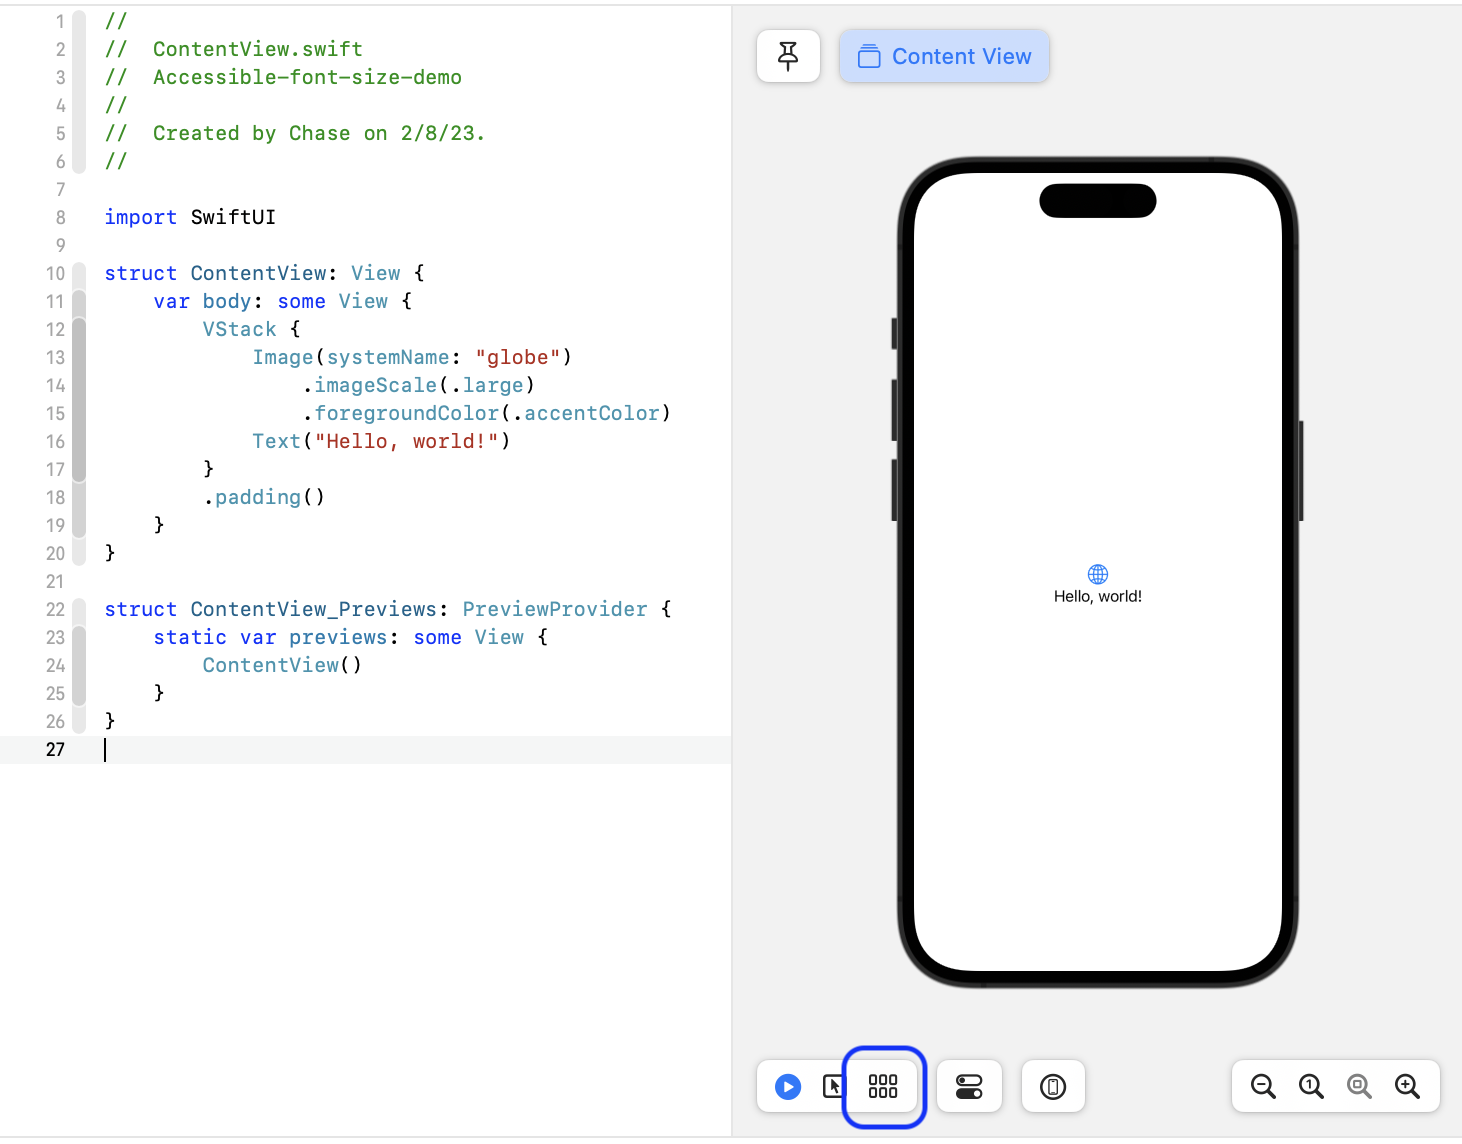 1 //
2 //  ContentView.swift
3 //  Accessible-font-size-demo
4 //
5 //  Created by Chase on 2/8/23.
6 //
7
8 import SwiftUI
9
10 struct ContentView: View {
11     var body: some View {
12         VStack {
13             Image(systemName: "globe")
14                 .imageScale(.large)
15                 .foregroundColor(.accentColor)
16             Text("Hello, world!")
17         }
18         .padding()
19     }
20 }
21
22 struct ContentView_Previews: PreviewProvider {
23     static var previews: some View {
24         ContentView()
25     }
26 }
27
Content View
Hello, world!
1